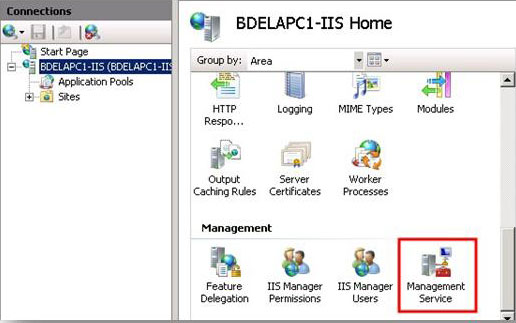 Connections
Start Page
BDELAPC1-IIS (BDELAPC1-IIS
Application Pools
Sites
BDELAPC1-IIS Home
Group by: Area
HTTP Respo...
Logging
MIME Types
Modules
Output Caching Rules
Server Certificates
Worker Processes
Management
Feature Delegation
IIS Manager Permissions
IIS Manager Users
Management Service